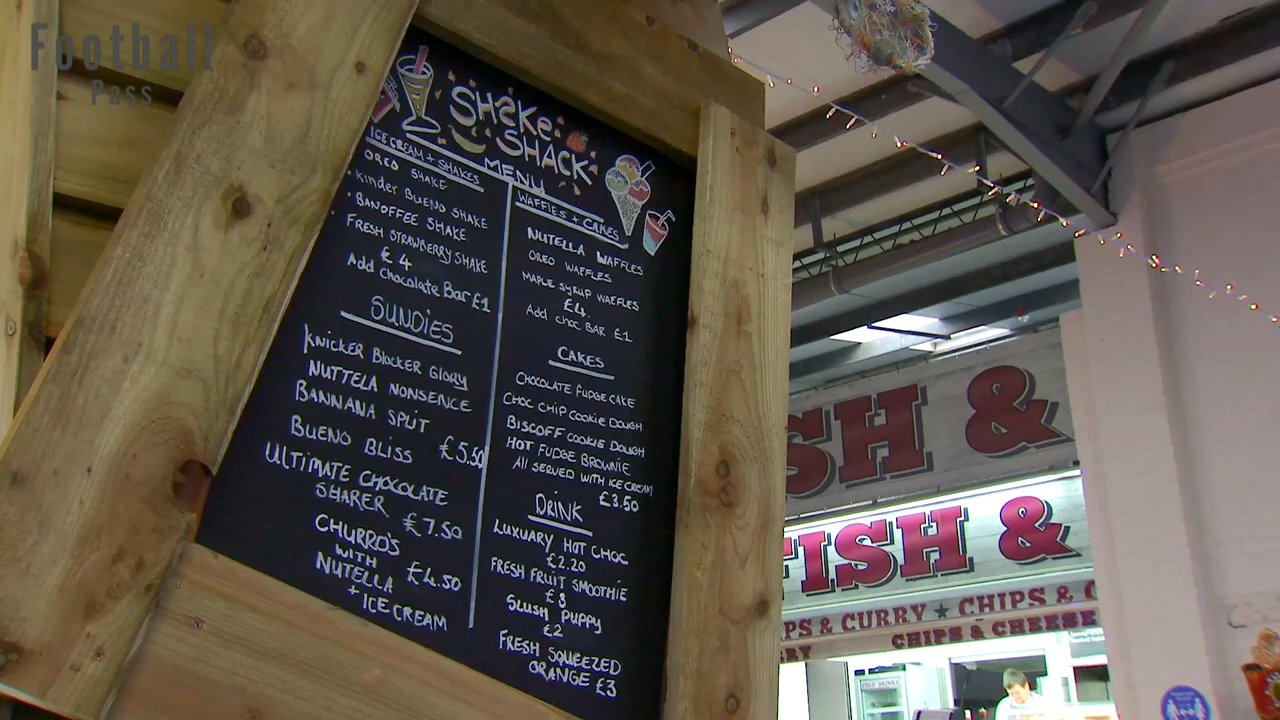 Football
Pass
SHAKE
SHACK
MENU
ICE CREAM + SHAKES
OREO SHAKE
· Kinder BUENO SHAKE
· BANOFFEE SHAKE
FRESH STRAWBERRY SHAKE
£4
Add chocolate Bar £1
SUNDIES
KNICKER Blocker Glory
NUTTELA NONSENCE
BANNANA SPLIT
BUENO BLISS £5.50
ULTIMATE CHOCOLATE
SHARER £7.50
CHURRO'S
WITH
NUTELLA £4.50
+ ICE CREAM
WAFFLES + CAKES
NUTELLA WAFFLES
OREO WAFFLES
MAPLE SYRUP WAFFLES
£4.
Add choc BAR £1
CAKES
CHOCOLATE FUDGE CAKE
CHOC CHIP COOKIE DOUGH
BISCOFF COOKIE DOUGH
HOT FUDGE BROWNIE
All SERVED WITH ICE CREAM
£3.50
DRINK
LUXUARY HOT CHOC
£2.20
FRESH FRUIT SMOOTHIE
£3
Slush PUPPY
£2
FRESH SQUEEZED
ORANGE £3
SH &
FISH &
PS & CURRY ★ CHIPS & C
RY CHIPS & CHEESE
COLD DRINKS